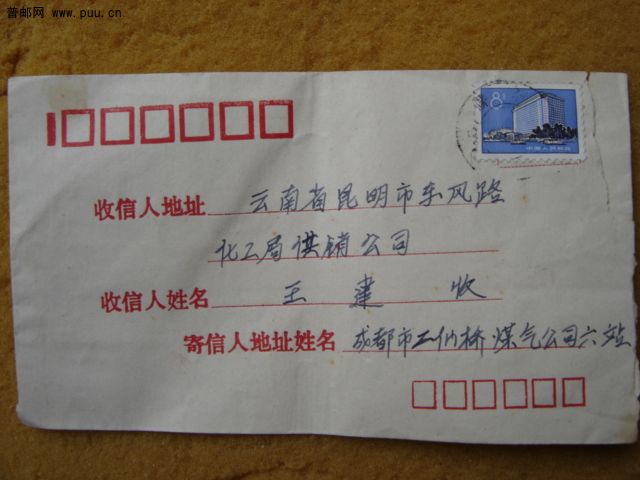 普邮网 www.puu.cn
8分
中国人民邮政
收信人地址 云南省昆明市东风路
化工局供销公司
收信人姓名 王建 收
寄信人地址姓名 成都市二仙桥煤气公司六站